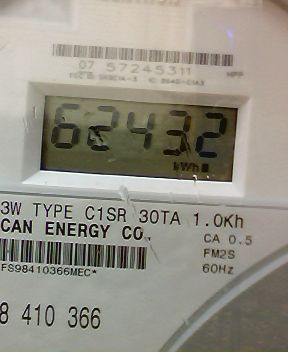 07 57245311
62432
kWh
3W TYPE C1SR 30TA 1.0Kh
CAN ENERGY CO.
CA 0.5
FM2S
60Hz
FS98410366MEC*
8 410 366